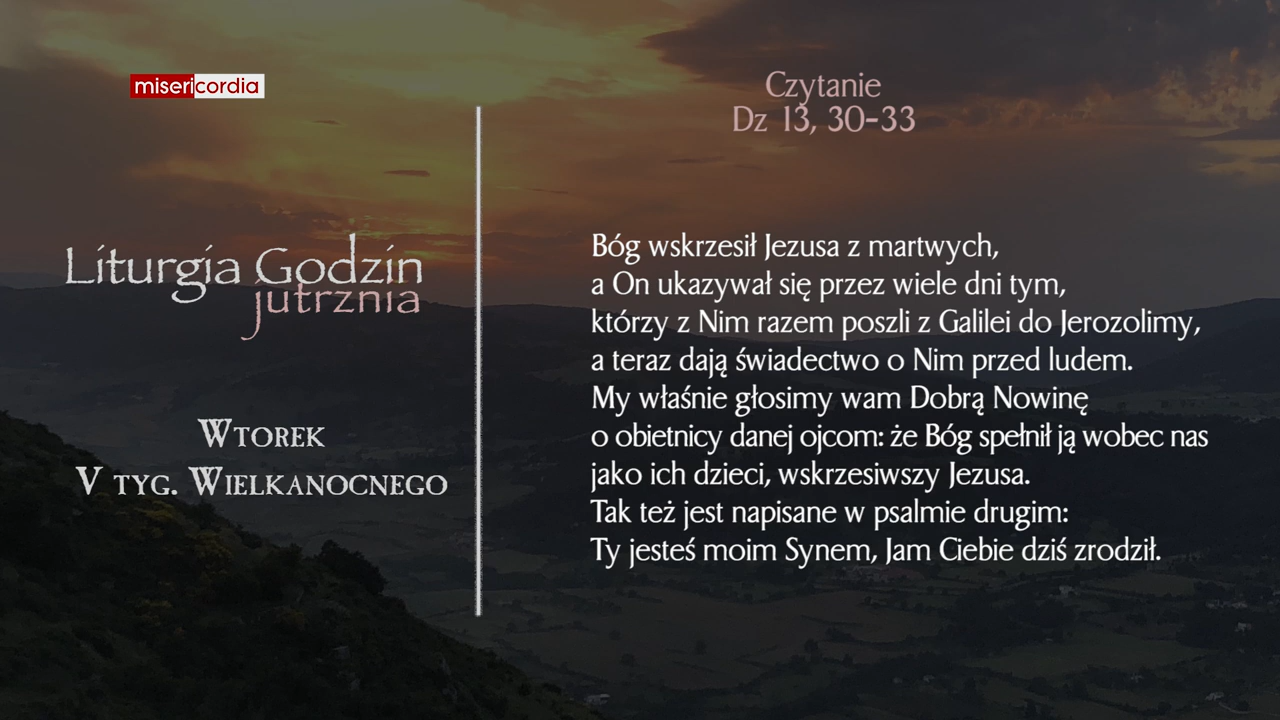 misericordia
Liturgia Godzin
jutrznia
Wtorek
V tyg. Wielkanocnego
Czytanie
Dz 13, 30-33
Bóg wskrzesił Jezusa z martwych,
a On ukazywał się przez wiele dni tym,
którzy z Nim razem poszli z Galilei do Jerozolimy,
a teraz dają świadectwo o Nim przed ludem.
My właśnie głosimy wam Dobrą Nowinę
o obietnicy danej ojcom: że Bóg spełnił ją wobec nas
jako ich dzieci, wskrzesiwszy Jezusa.
Tak też jest napisane w psalmie drugim:
Ty jesteś moim Synem, Jam Ciebie dziś zrodził.